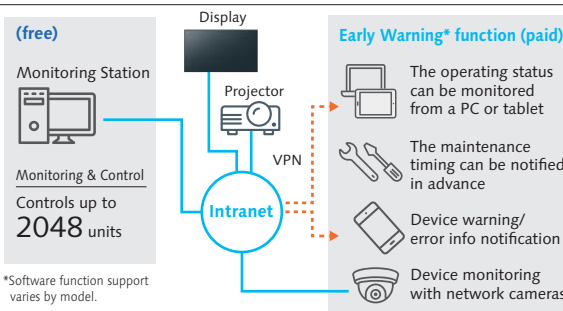 (free)
Monitoring Station
Monitoring & Control
Controls up to
2048 units
*Software function support
varies by model.
Display
Projector
VPN
Intranet
Early Warning* function (paid)
The operating status
can be monitored
from a PC or tablet
The maintenance
timing can be notified
in advance
Device warning/
error info notification
Device monitoring
with network cameras